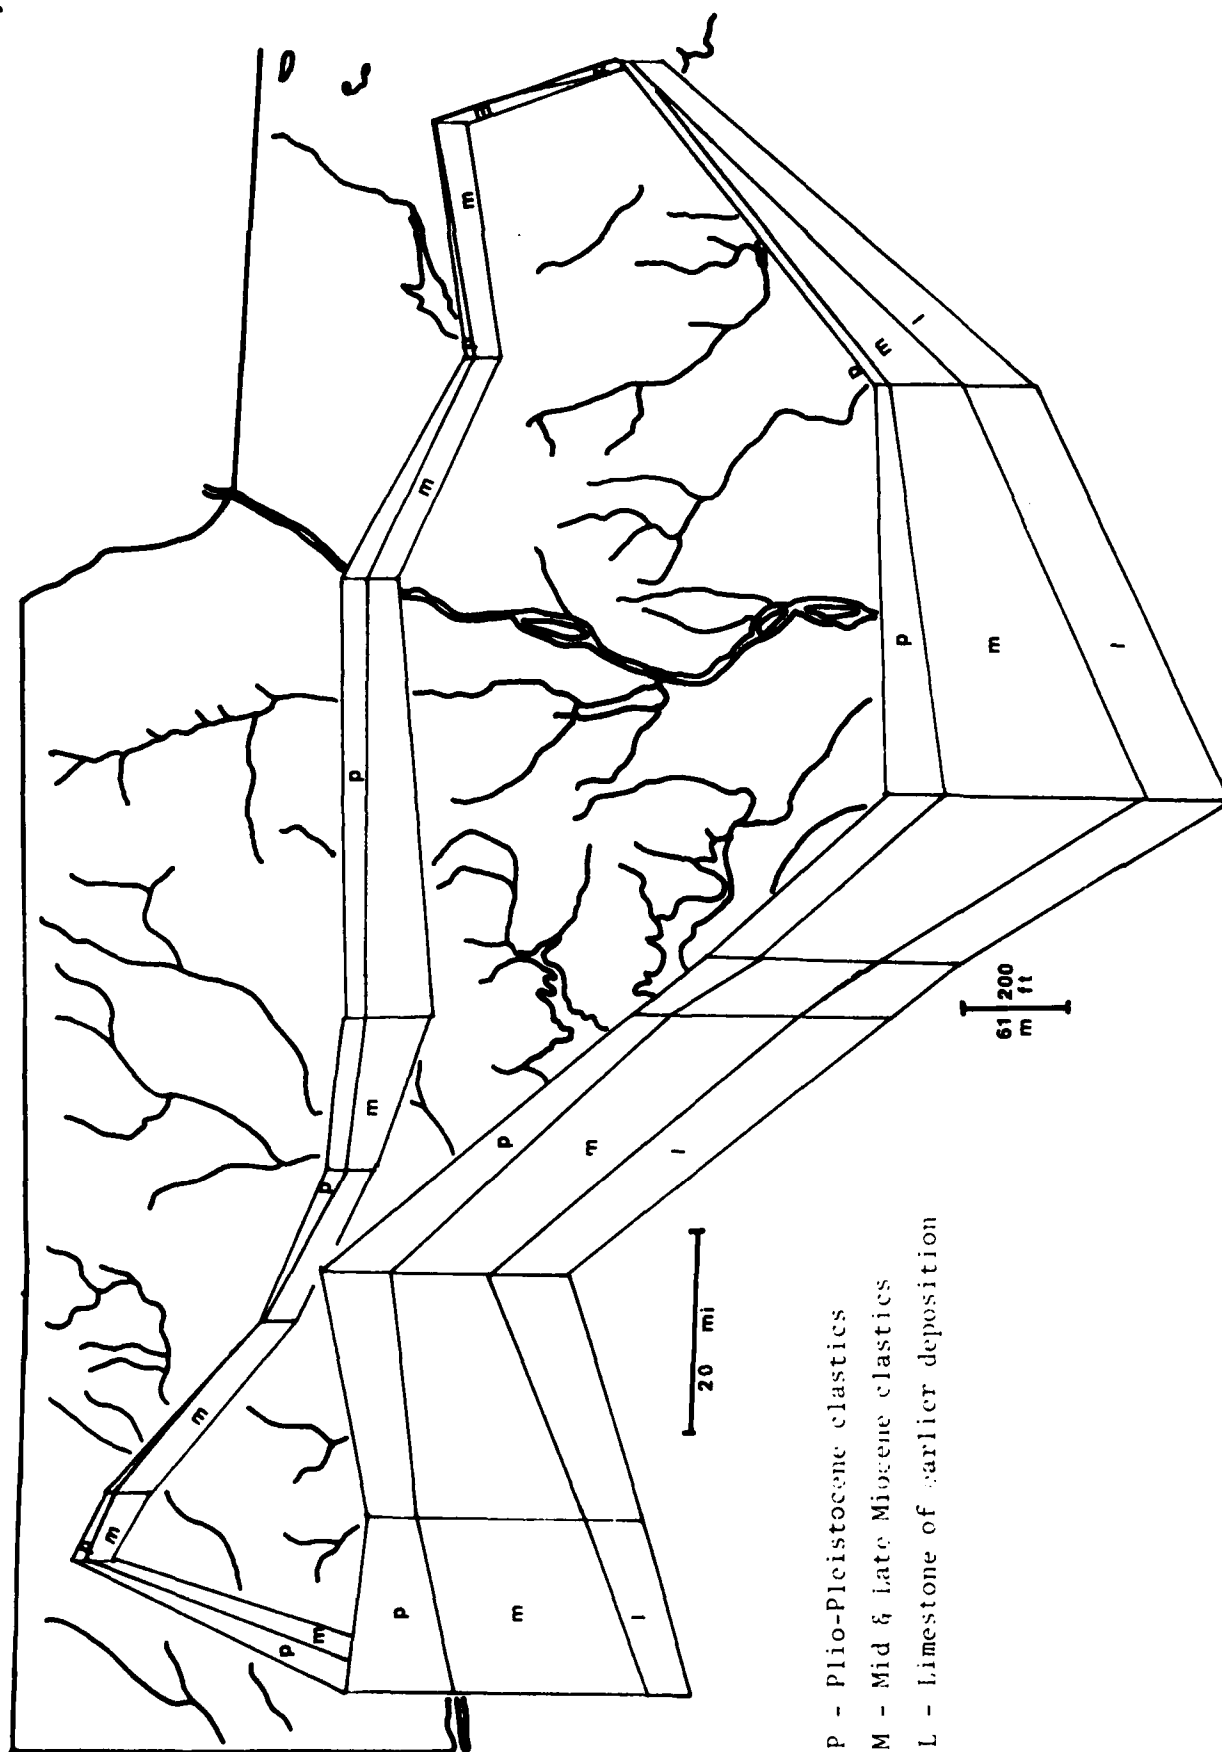 m
m
p
m
m
p
p
m
p
m
p
m
m
p
p
m
l
p
m
l
p
m
l
p
m
l
20 mi
61 200
m ft
P - Plio-Pleistocene clastics
M - Mid & Late Miocene clastics
L - Limestone of earlier deposition